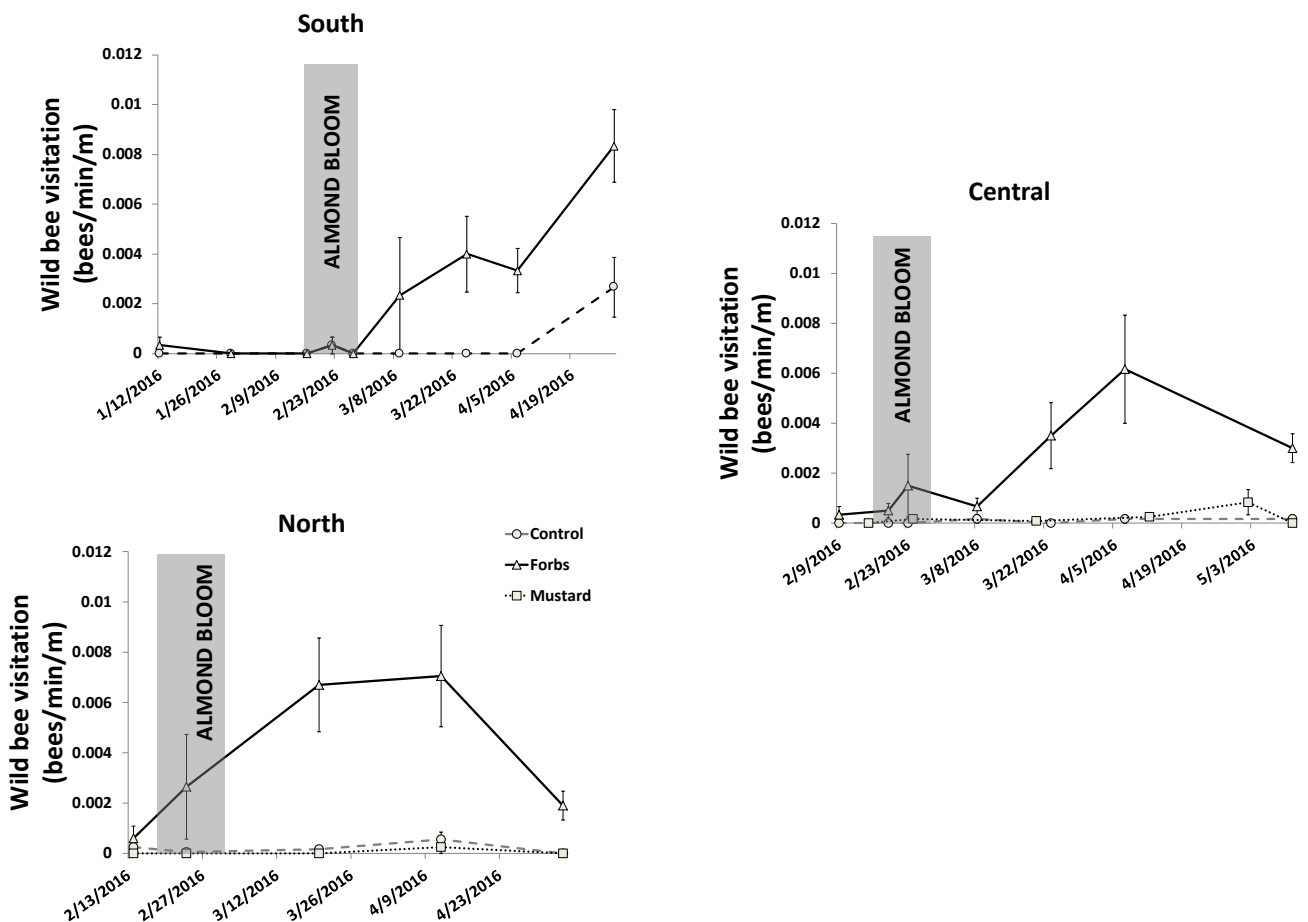 South
Wild bee visitation
(bees/min/m)
0.012
0.01
0.008
0.006
0.004
0.002
0
ALMOND BLOOM
1/12/2016
1/26/2016
2/9/2016
2/23/2016
3/8/2016
3/22/2016
4/5/2016
4/19/2016
Central
Wild bee visitation
(bees/min/m)
0.012
0.01
0.008
0.006
0.004
0.002
0
ALMOND BLOOM
2/9/2016
2/23/2016
3/8/2016
3/22/2016
4/5/2016
4/19/2016
5/3/2016
North
Wild bee visitation
(bees/min/m)
0.012
0.01
0.008
0.006
0.004
0.002
0
ALMOND BLOOM
2/13/2016
2/27/2016
3/12/2016
3/26/2016
4/9/2016
4/23/2016
Control
Forbs
Mustard